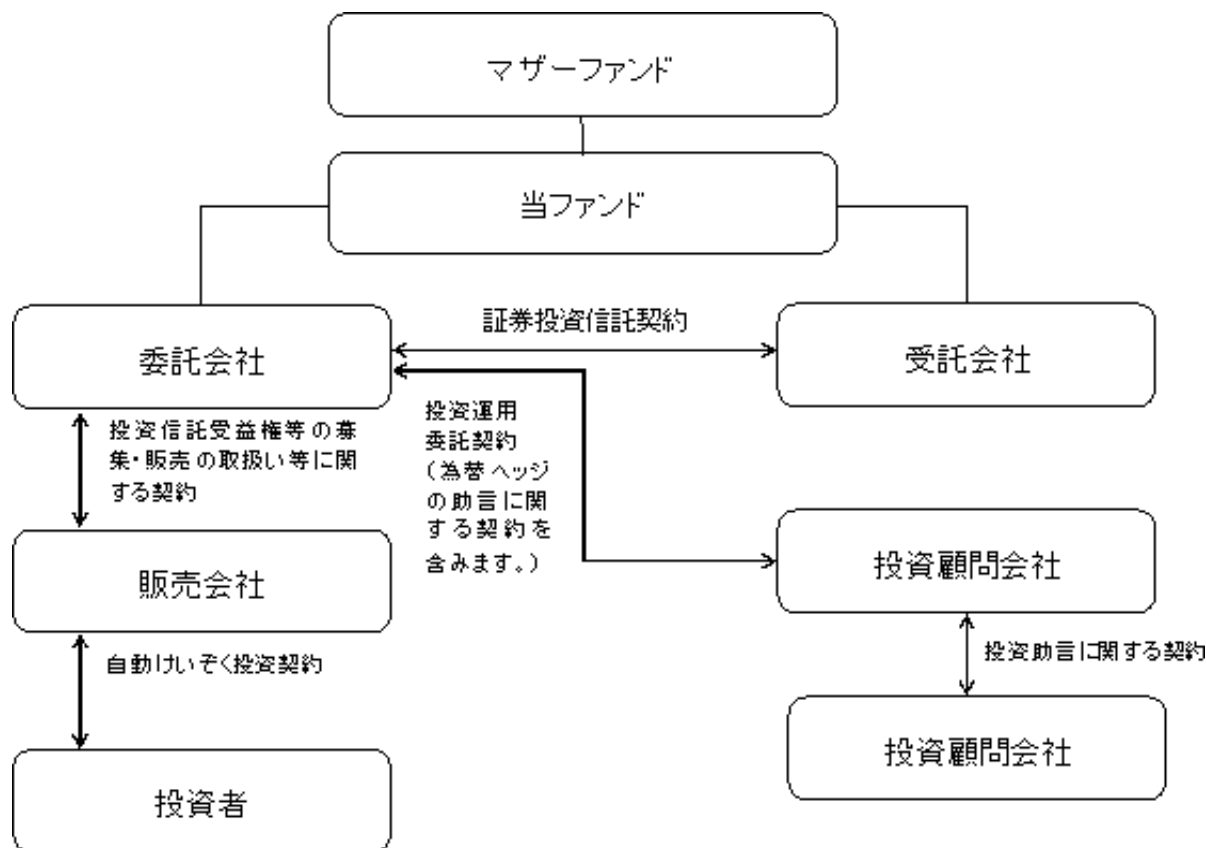 マザーファンド
当ファンド
証券投資信託契約
委託会社
受託会社
投資信託受益権等の募
集・販売の取扱い等に関
する契約
投資運用
委託契約
（為替ヘッジ
の助言に関
する契約を
含みます。）
販売会社
投資顧問会社
自動けいぞく投資契約
投資助言に関する契約
投資者
投資顧問会社